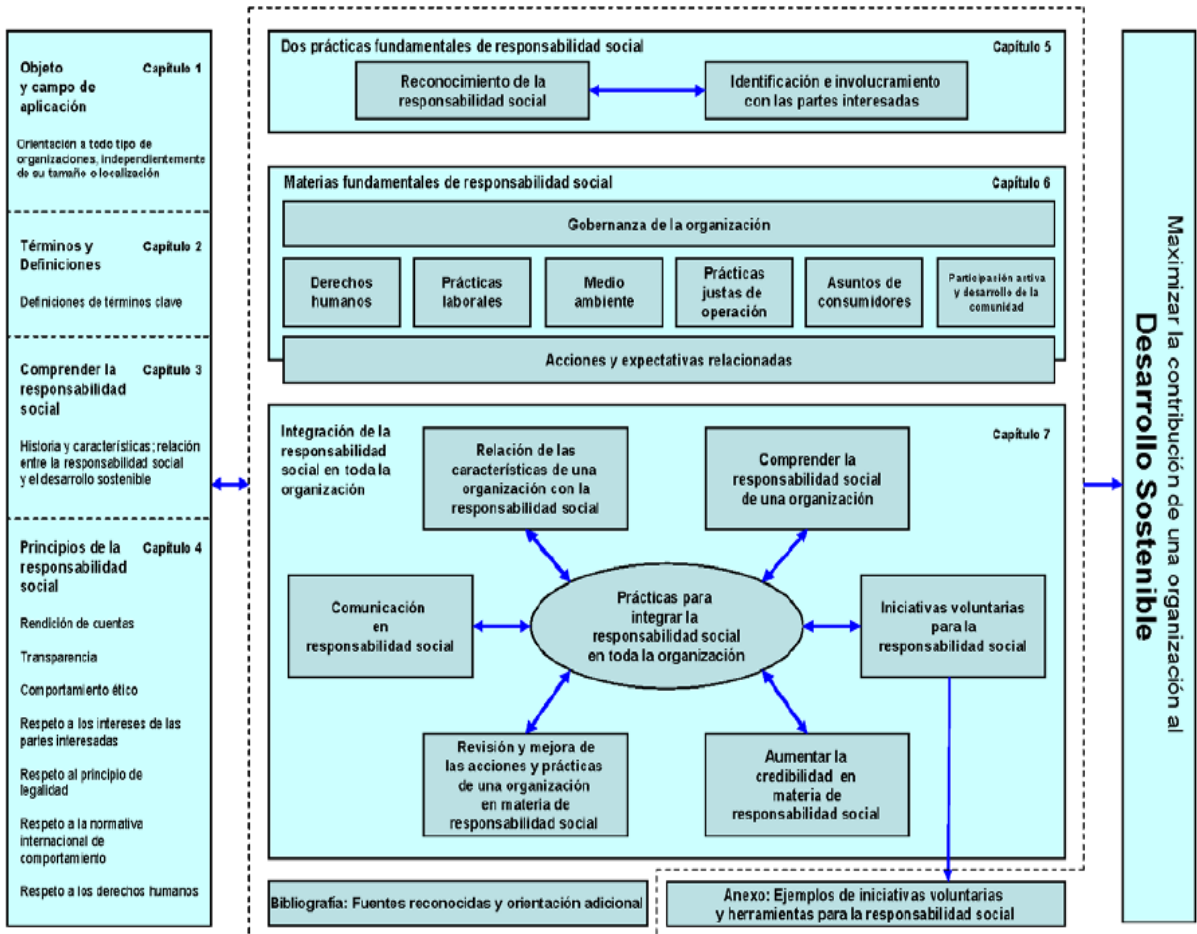 Objeto
y campo de
aplicación
Capítulo 1
Orientación a todo tipo de
organizaciones, independientemente
de su tamaño o localización
Términos y
Definiciones
Capítulo 2
Definiciones de términos clave
Comprender la
responsabilidad
social
Capítulo 3
Historia y características; relación
entre la responsabilidad social
y el desarrollo sostenible
Principios de la
responsabilidad
social
Capítulo 4
Rendición de cuentas
Transparencia
Comportamiento ético
Respeto a los intereses de las
partes interesadas
Respeto al principio de
legalidad
Respeto a la normativa
internacional de
comportamiento
Respeto a los derechos humanos
Dos prácticas fundamentales de responsabilidad social
Capítulo 5
Reconocimiento de la
responsabilidad social
Identificación e involucramiento
con las partes interesadas
Materias fundamentales de responsabilidad social
Capítulo 6
Gobernanza de la organización
Derechos
humanos
Prácticas
laborales
Medio
ambiente
Prácticas
justas de
operación
Asuntos de
consumidores
Participación activa
y desarrollo de la
comunidad
Acciones y expectativas relacionadas
Integración de la
responsabilidad
social en toda la
organización
Capítulo 7
Relación de las
características de una
organización con la
responsabilidad social
Comprender la
responsabilidad social
de una organización
Comunicación
en
responsabilidad social
Prácticas para
integrar la
responsabilidad social
en toda la organización
Iniciativas voluntarias
para la
responsabilidad social
Revisión y mejora de
las acciones y prácticas
de una organización
en materia de
responsabilidad social
Aumentar la
credibilidad en
materia de
responsabilidad social
Bibliografía: Fuentes reconocidas y orientación adicional
Anexo: Ejemplos de iniciativas voluntarias
y herramientas para la responsabilidad social
Maximizar la contribución de una organización al
Desarrollo Sostenible